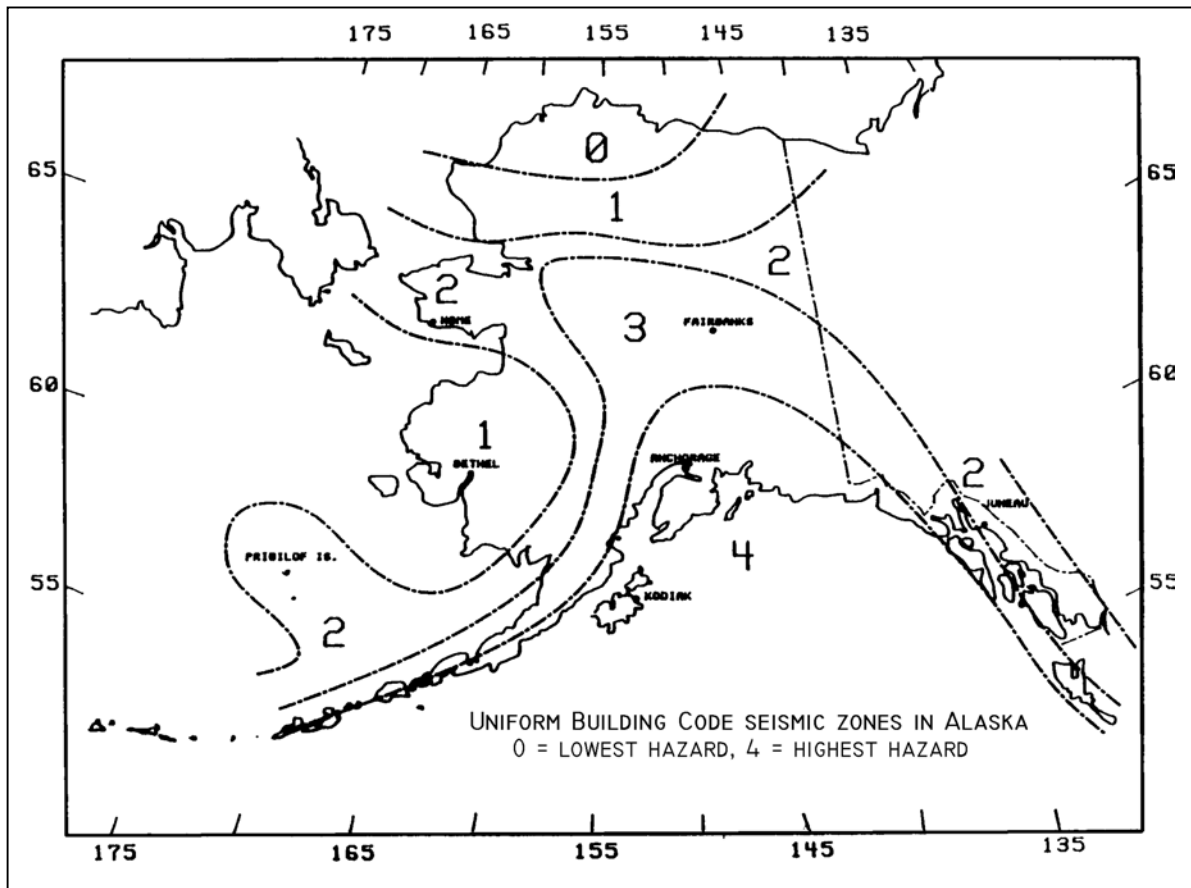 175 165 155 145 135
65 65
0
1
2
2
3 FAIRBANKS
NOME
60 60
1
BETHEL
ANCHORAGE
2
JUNEAU
PRIBILOF IS.
4
55 55
KODIAK
2
UNIFORM BUILDING CODE SEISMIC ZONES IN ALASKA
0 = LOWEST HAZARD, 4 = HIGHEST HAZARD
175 165 155 145 135